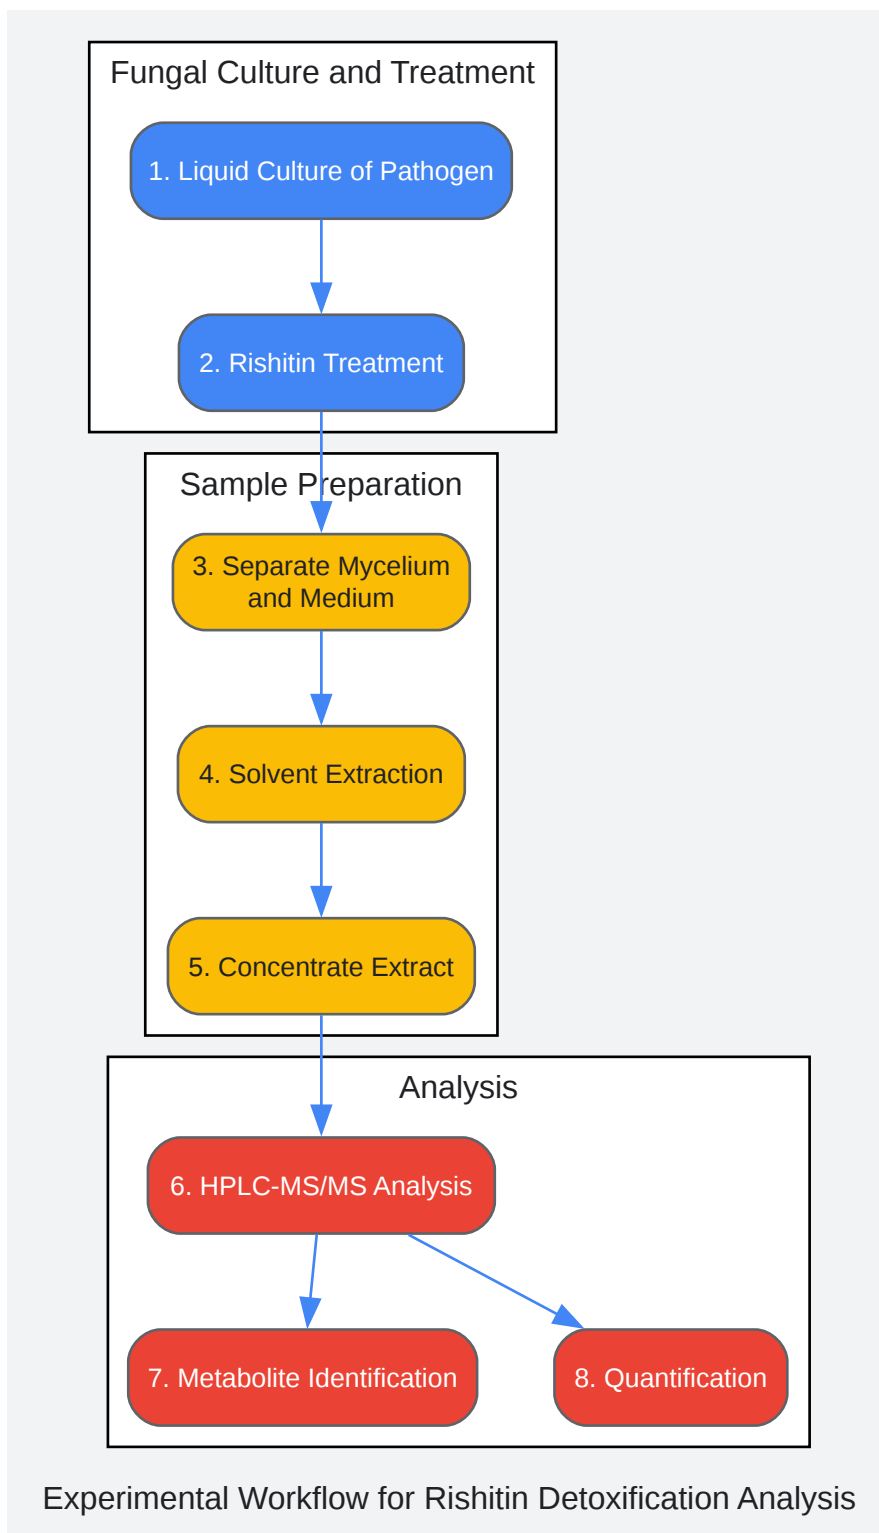 Fungal Culture and Treatment
1. Liquid Culture of Pathogen
2. Rishitin Treatment
Sample Preparation
3. Separate Mycelium
and Medium
4. Solvent Extraction
5. Concentrate Extract
Analysis
6. HPLC-MS/MS Analysis
7. Metabolite Identification
8. Quantification
Experimental Workflow for Rishitin Detoxification Analysis